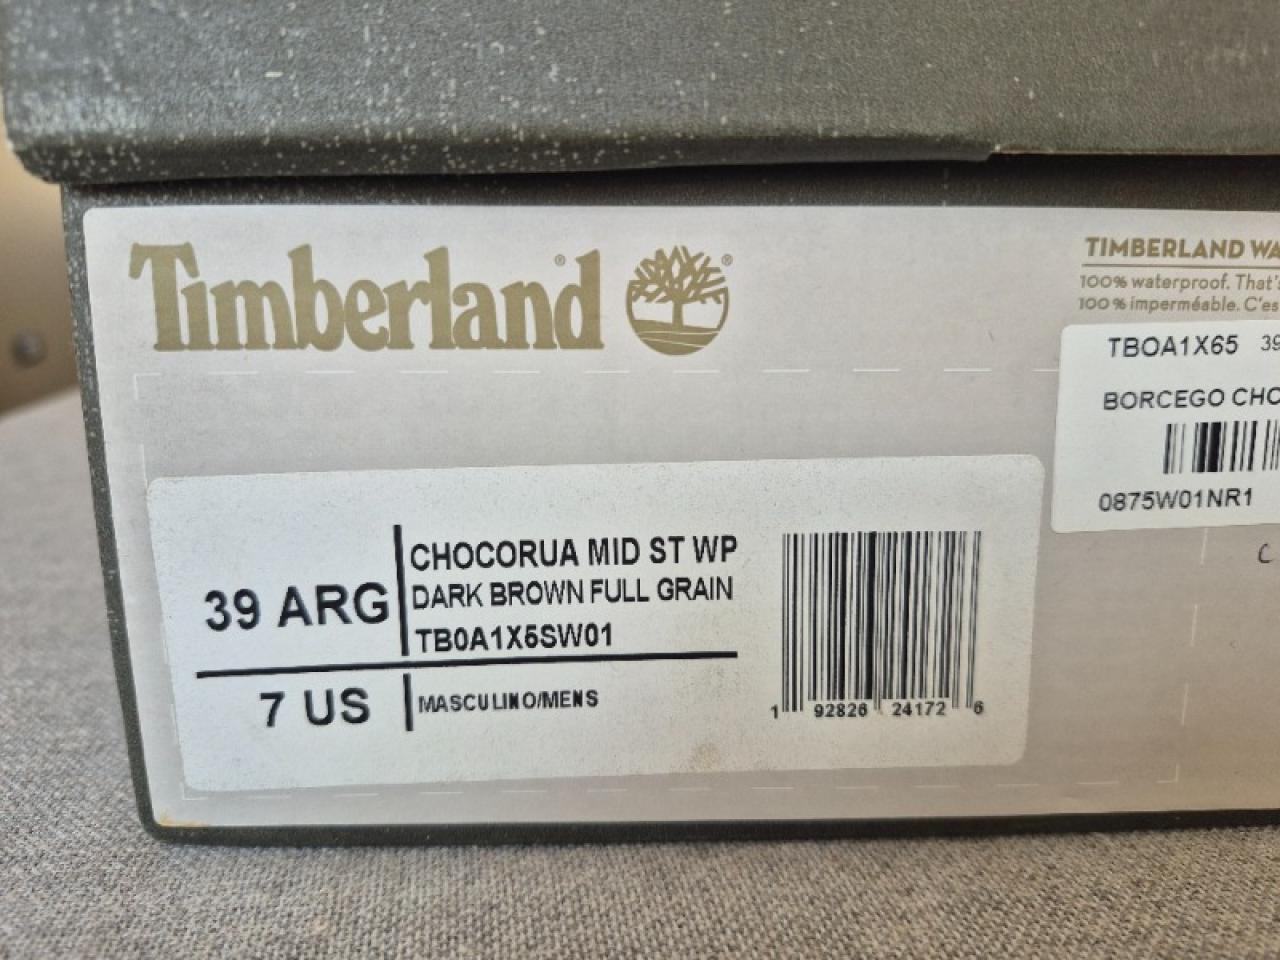 Timberland®
TIMBERLAND WA
100% waterproof. That's
100% imperméable. C'es
TBOA1X65 39
BORCEGO CHO
0875W01NR1
C
39 ARG
CHOCORUA MID ST WP
DARK BROWN FULL GRAIN
TB0A1X6SW01
7 US
MASCULINO/MENS
1 92826 24172 6